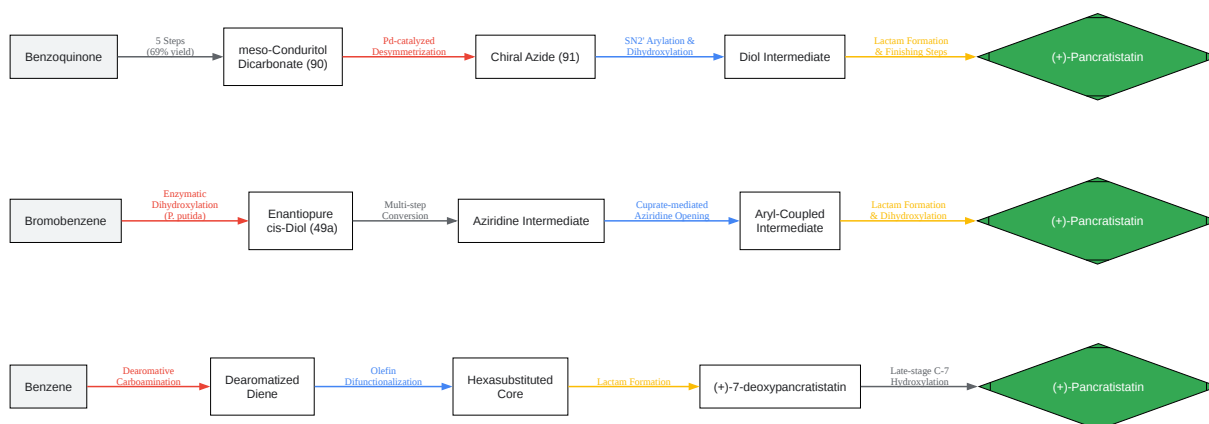 Benzoquinone
5 Steps
(69% yield)
meso-Conduritol
Dicarbonate (90)
Pd-catalyzed
Desymmetrization
Chiral Azide (91)
SN2' Arylation &
Dihydroxylation
Diol Intermediate
Lactam Formation
& Finishing Steps
(+)-Pancratistatin
Bromobenzene
Enzymatic
Dihydroxylation
(P. putida)
Enantiopure
cis-Diol (49a)
Multi-step
Conversion
Aziridine Intermediate
Cuprate-mediated
Aziridine Opening
Aryl-Coupled
Intermediate
Lactam Formation
& Dihydroxylation
(+)-Pancratistatin
Benzene
Dearomative
Carboamination
Dearomatized
Diene
Olefin
Difunctionalization
Hexasubstituted
Core
Lactam Formation
(+)-7-deoxypancratistatin
Late-stage C-7
Hydroxylation
(+)-Pancratistatin